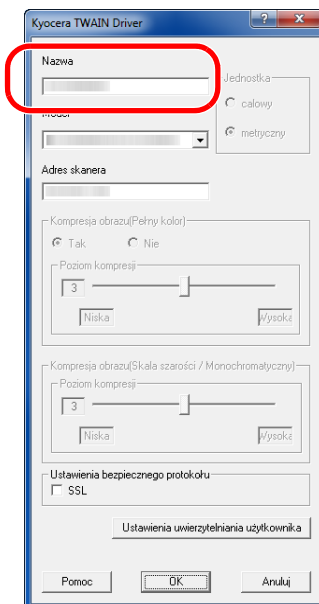 Kyocera TWAIN Driver
Nazwa
Jednostka
calowy
Model
metryczny
Adres skanera
Kompresja obrazu(Pełny kolor)
Tak Nie
Poziom kompresji
3
Niska Wysoka
Kompresja obrazu(Skala szarości / Monochromatyczny)
Poziom kompresji
3
Niska Wysoka
Ustawienia bezpiecznego protokołu
SSL
Ustawienia uwierzytelniania użytkownika
Pomoc OK Anuluj